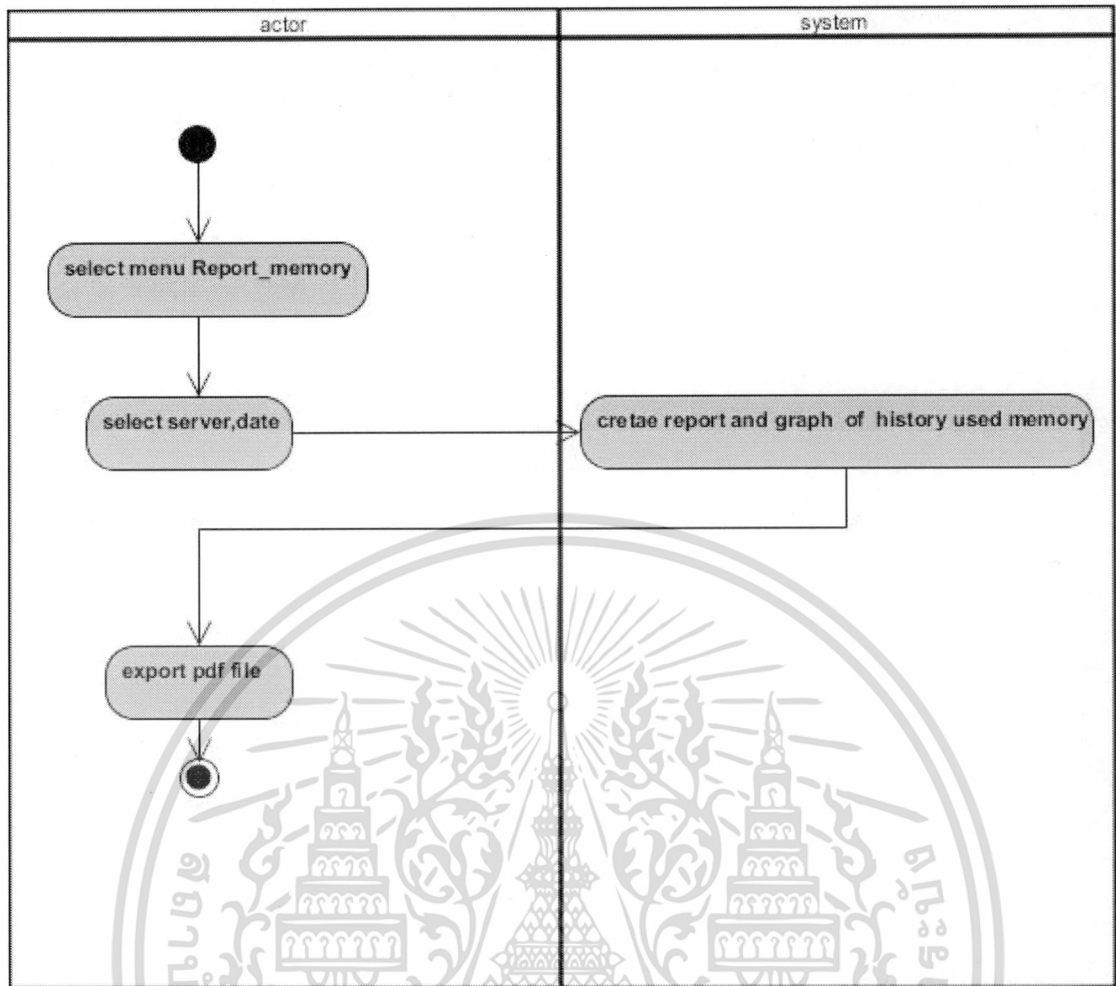 actor
system
select menu Report_memory
select server,date
cretae report and graph of history used memory
export pdf file